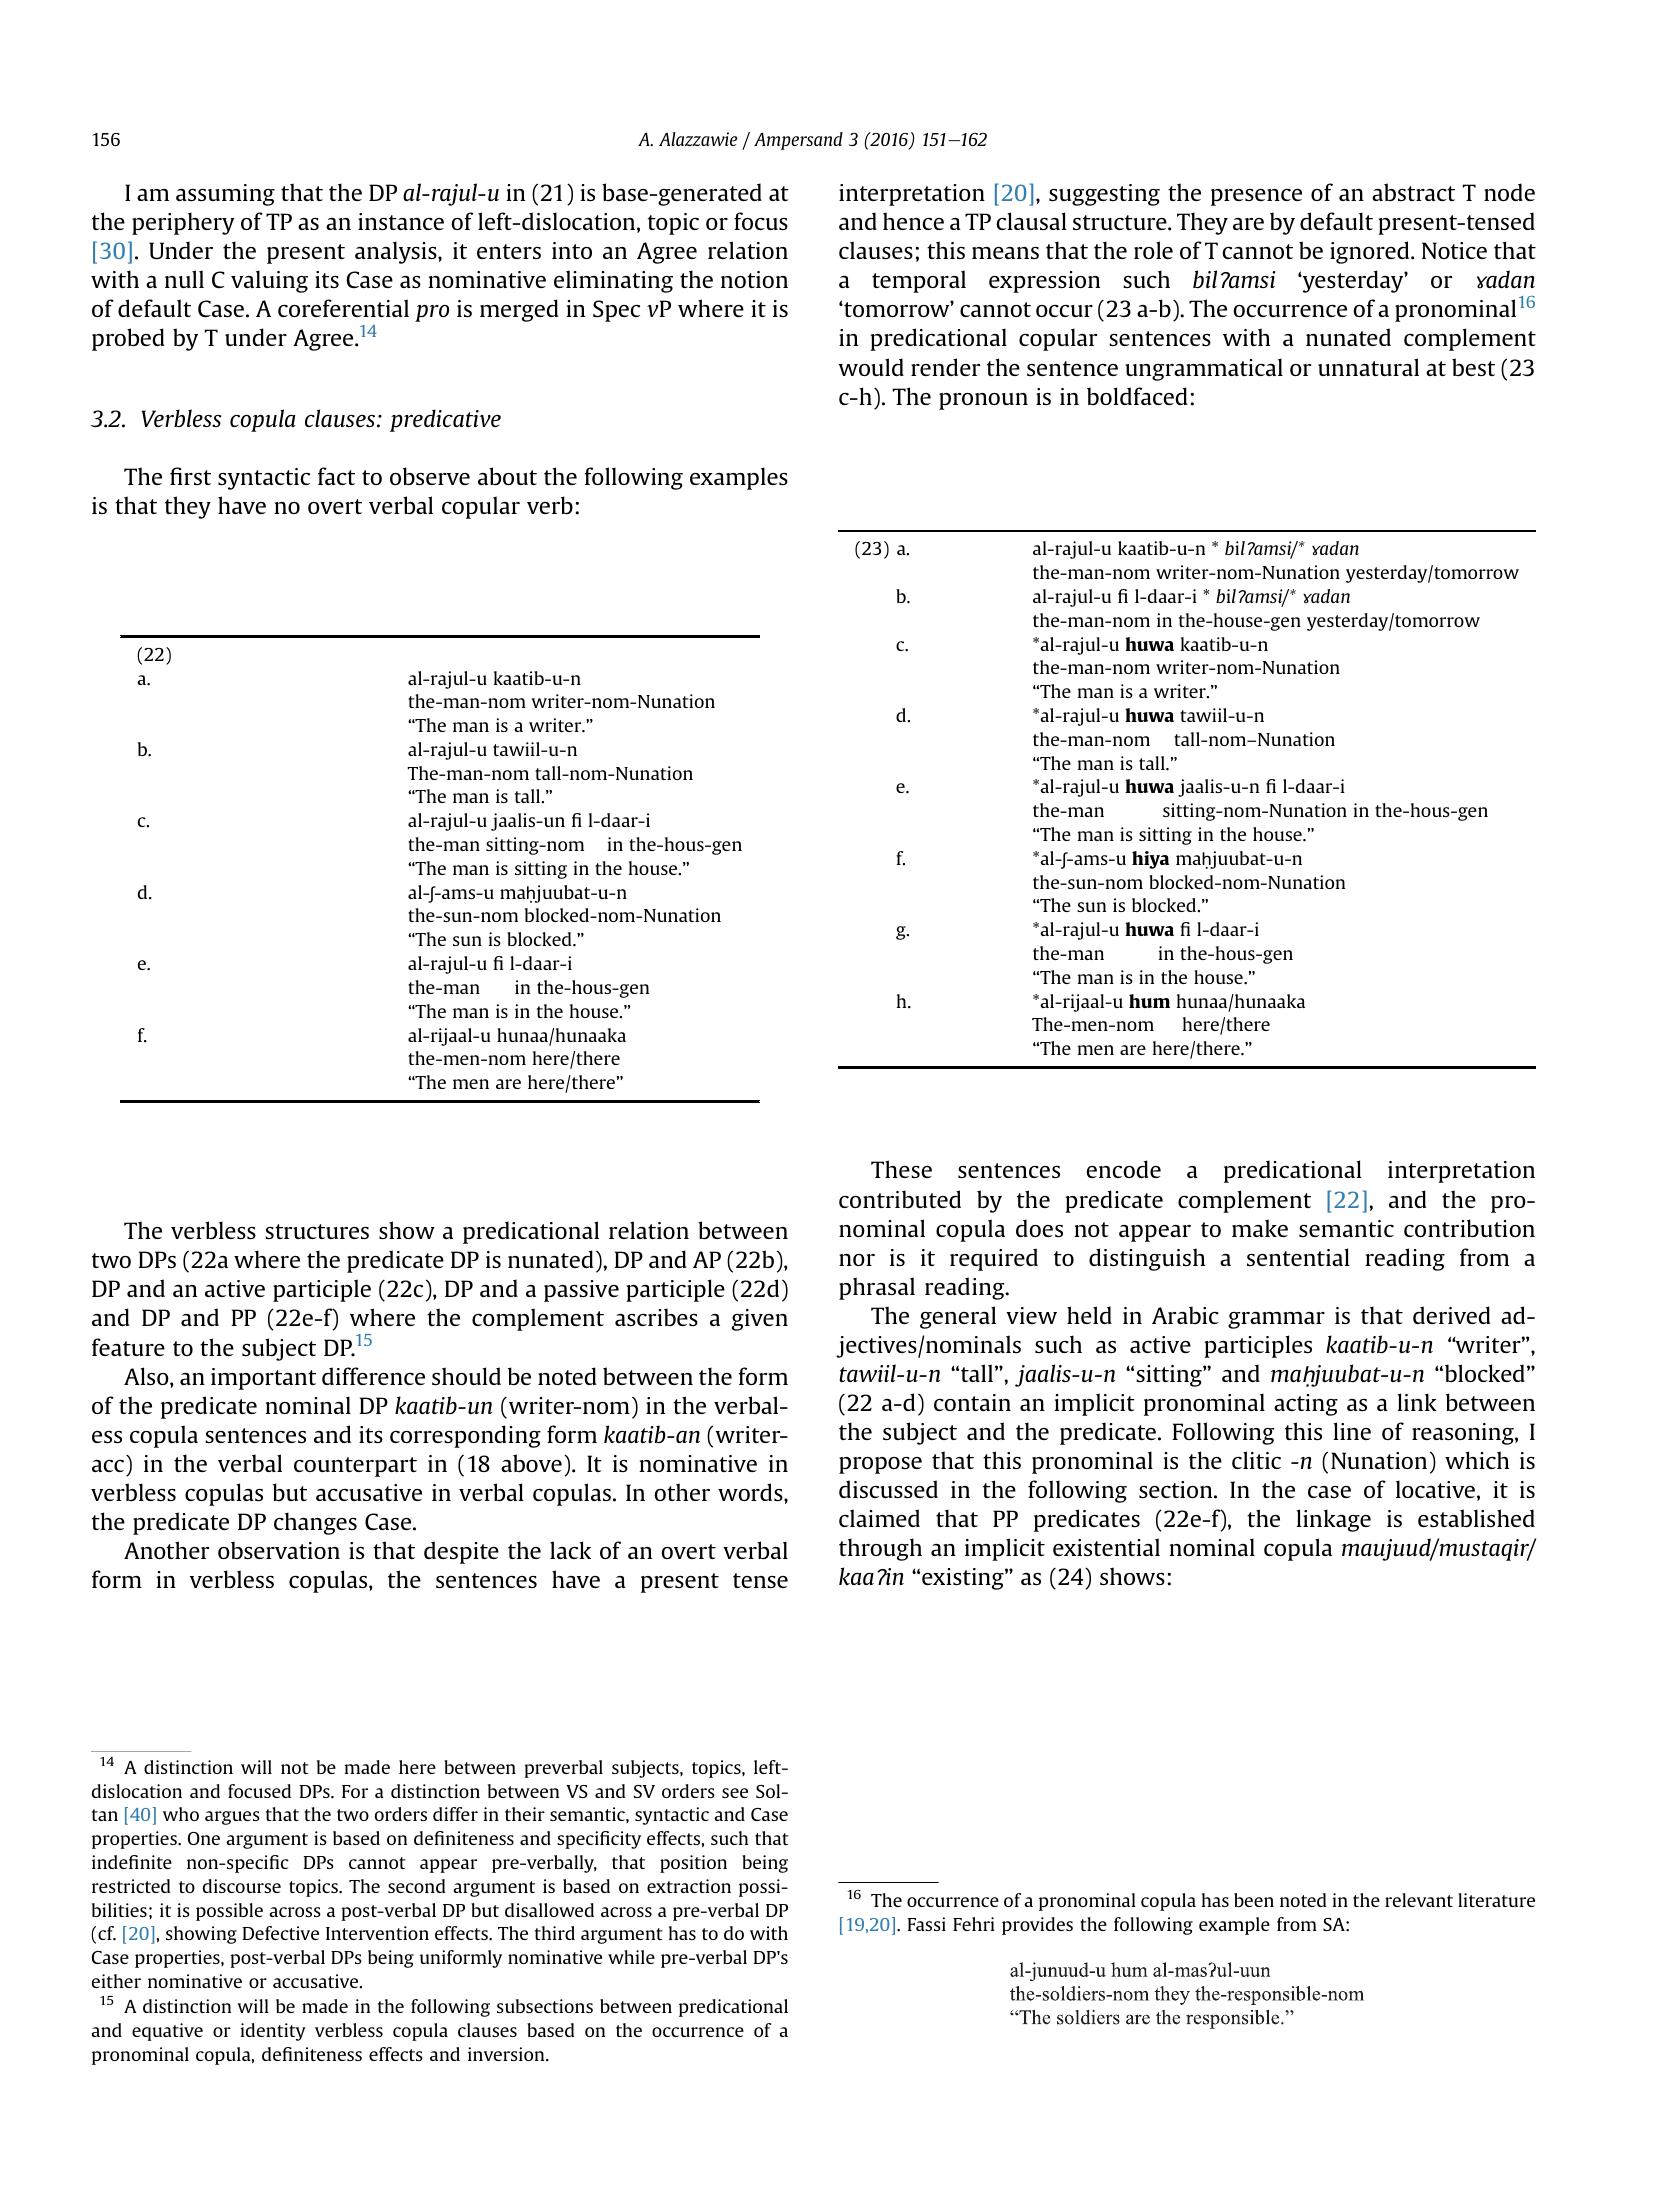 156
A. Alazzawie / Ampersand 3 (2016) 151–162
I am assuming that the DP al-rajul-u in (21) is base-generated at
the periphery of TP as an instance of left-dislocation, topic or focus
[30]. Under the present analysis, it enters into an Agree relation
with a null C valuing its Case as nominative eliminating the notion
of default Case. A coreferential pro is merged in Spec vP where it is
probed by T under Agree.14
3.2. Verbless copula clauses: predicative
The first syntactic fact to observe about the following examples
is that they have no overt verbal copular verb:
(22)
a. al-rajul-u kaatib-u-n
the-man-nom writer-nom-Nunation
“The man is a writer.”
b. al-rajul-u tawiil-u-n
The-man-nom tall-nom-Nunation
“The man is tall.”
c. al-rajul-u jaalis-un fi l-daar-i
the-man sitting-nom in the-hous-gen
“The man is sitting in the house.”
d. al-ʃ-ams-u maḥjuubat-u-n
the-sun-nom blocked-nom-Nunation
“The sun is blocked.”
e. al-rajul-u fi l-daar-i
the-man in the-hous-gen
“The man is in the house.”
f. al-rijaal-u hunaa/hunaaka
the-men-nom here/there
“The men are here/there”
The verbless structures show a predicational relation between
two DPs (22a where the predicate DP is nunated), DP and AP (22b),
DP and an active participle (22c), DP and a passive participle (22d)
and DP and PP (22e-f) where the complement ascribes a given
feature to the subject DP.15
Also, an important difference should be noted between the form
of the predicate nominal DP kaatib-un (writer-nom) in the verbal-
ess copula sentences and its corresponding form kaatib-an (writer-
acc) in the verbal counterpart in (18 above). It is nominative in
verbless copulas but accusative in verbal copulas. In other words,
the predicate DP changes Case.
Another observation is that despite the lack of an overt verbal
form in verbless copulas, the sentences have a present tense
14 A distinction will not be made here between preverbal subjects, topics, left-
dislocation and focused DPs. For a distinction between VS and SV orders see Sol-
tan [40] who argues that the two orders differ in their semantic, syntactic and Case
properties. One argument is based on definiteness and specificity effects, such that
indefinite non-specific DPs cannot appear pre-verbally, that position being
restricted to discourse topics. The second argument is based on extraction possi-
bilities; it is possible across a post-verbal DP but disallowed across a pre-verbal DP
(cf. [20], showing Defective Intervention effects. The third argument has to do with
Case properties, post-verbal DPs being uniformly nominative while pre-verbal DP's
either nominative or accusative.
15 A distinction will be made in the following subsections between predicational
and equative or identity verbless copula clauses based on the occurrence of a
pronominal copula, definiteness effects and inversion.
interpretation [20], suggesting the presence of an abstract T node
and hence a TP clausal structure. They are by default present-tensed
clauses; this means that the role of T cannot be ignored. Notice that
a temporal expression such bilʔamsi ‘yesterday’ or ɤadan
‘tomorrow’ cannot occur (23 a-b). The occurrence of a pronominal16
in predicational copular sentences with a nunated complement
would render the sentence ungrammatical or unnatural at best (23
c-h). The pronoun is in boldfaced:
(23) a. al-rajul-u kaatib-u-n * bilʔamsi/* ɤadan
the-man-nom writer-nom-Nunation yesterday/tomorrow
b. al-rajul-u fi l-daar-i * bilʔamsi/* ɤadan
the-man-nom in the-house-gen yesterday/tomorrow
c. *al-rajul-u huwa kaatib-u-n
the-man-nom writer-nom-Nunation
“The man is a writer.”
d. *al-rajul-u huwa tawiil-u-n
the-man-nom tall-nom–Nunation
“The man is tall.”
e. *al-rajul-u huwa jaalis-u-n fi l-daar-i
the-man sitting-nom-Nunation in the-hous-gen
“The man is sitting in the house.”
f. *al-ʃ-ams-u hiya maḥjuubat-u-n
the-sun-nom blocked-nom-Nunation
“The sun is blocked.”
g. *al-rajul-u huwa fi l-daar-i
the-man in the-hous-gen
“The man is in the house.”
h. *al-rijaal-u hum hunaa/hunaaka
The-men-nom here/there
“The men are here/there.”
These sentences encode a predicational interpretation
contributed by the predicate complement [22], and the pro-
nominal copula does not appear to make semantic contribution
nor is it required to distinguish a sentential reading from a
phrasal reading.
The general view held in Arabic grammar is that derived ad-
jectives/nominals such as active participles kaatib-u-n “writer”,
tawiil-u-n “tall”, jaalis-u-n “sitting” and maḥjuubat-u-n “blocked”
(22 a-d) contain an implicit pronominal acting as a link between
the subject and the predicate. Following this line of reasoning, I
propose that this pronominal is the clitic -n (Nunation) which is
discussed in the following section. In the case of locative, it is
claimed that PP predicates (22e-f), the linkage is established
through an implicit existential nominal copula maujuud/mustaqir/
kaaʔin “existing” as (24) shows:
16 The occurrence of a pronominal copula has been noted in the relevant literature
[19,20]. Fassi Fehri provides the following example from SA:
al-junuud-u hum al-masʔul-uun
the-soldiers-nom they the-responsible-nom
“The soldiers are the responsible.”